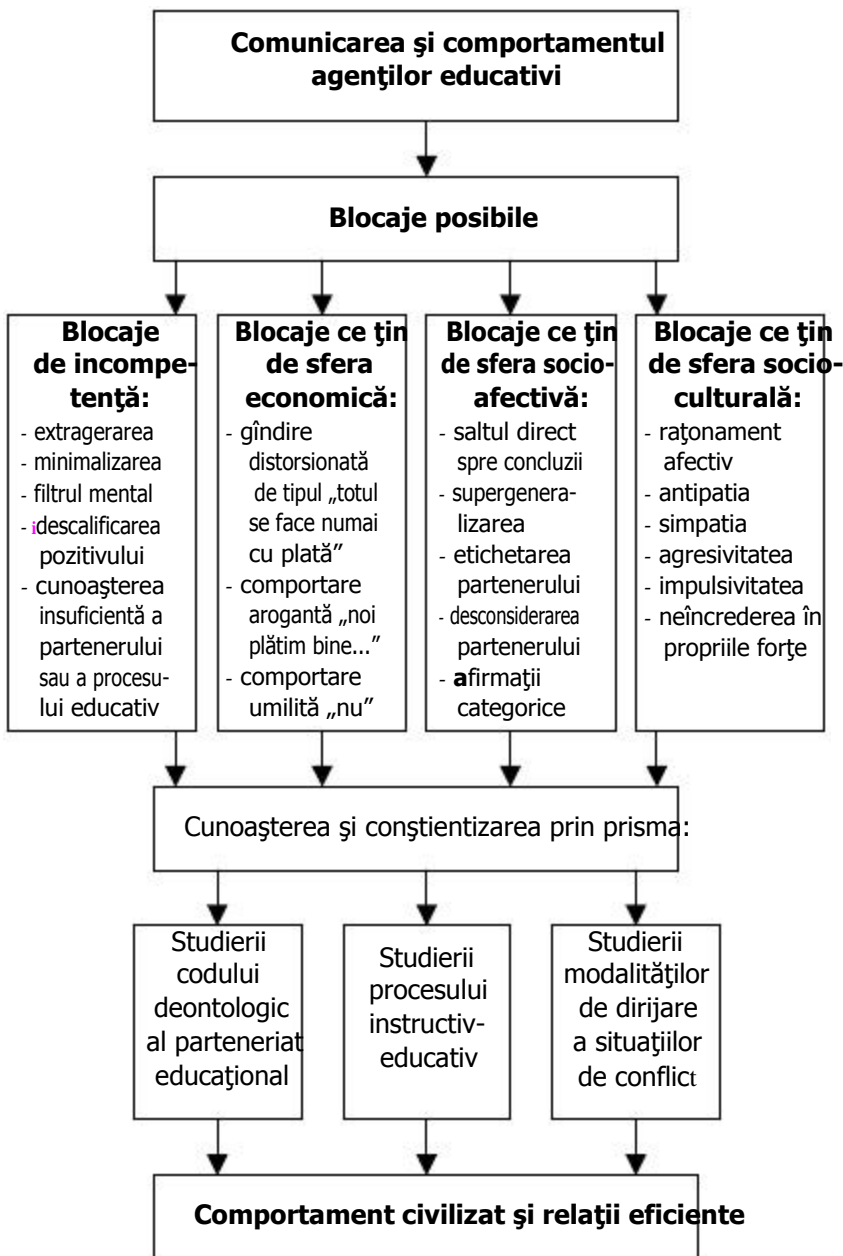 Comunicarea şi comportamentul
agenţilor educativi
Blocaje posibile
Blocaje
de incompe-
tenţă:
- extragerarea
- minimalizarea
- filtrul mental
- idescalificarea
pozitivului
- cunoaşterea
insuficientă a
partenerului
sau a procesu-
lui educativ
Blocaje ce ţin
de sfera
economică:
- gîndire
distorsionată
de tipul „totul
se face numai
cu plată”
- comportare
arogantă „noi
plătim bine...”
- comportare
umilită „nu”
Blocaje ce ţin
de sfera socio-
afectivă:
- saltul direct
spre concluzii
- supergenera-
lizarea
- etichetarea
partenerului
- desconsiderarea
partenerului
- afirmaţii
categorice
Blocaje ce ţin
de sfera socio-
culturală:
- raţonament
afectiv
- antipatia
- simpatia
- agresivitatea
- impulsivitatea
- neîncrederea în
propriile forţe
Cunoaşterea şi conştientizarea prin prisma:
Studierii
codului
deontologic
al parteneriat
educaţional
Studierii
procesului
instructiv-
educativ
Studierii
modalităţilor
de dirijare
a situaţiilor
de conflict
Comportament civilizat şi relaţii eficiente